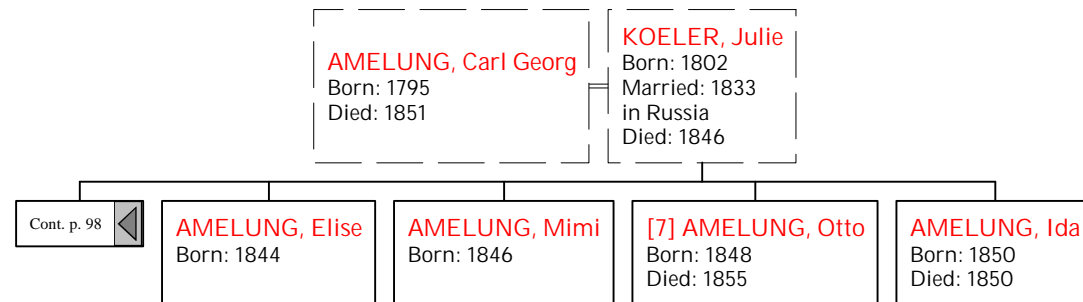 AMELUNG, Carl Georg
Born: 1795
Died: 1851
KOELER, Julie
Born: 1802
Married: 1833
in Russia
Died: 1846
Cont. p. 98
AMELUNG, Elise
Born: 1844
AMELUNG, Mimi
Born: 1846
[7] AMELUNG, Otto
Born: 1848
Died: 1855
AMELUNG, Ida
Born: 1850
Died: 1850